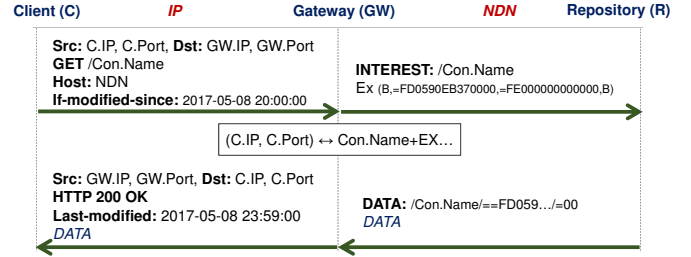 Client (C) IP Gateway (GW) NDN Repository (R)
Src: C.IP, C.Port, Dst: GW.IP, GW.Port
GET /Con.Name
Host: NDN
If-modified-since: 2017-05-08 20:00:00
INTEREST: /Con.Name
Ex (B,=FD0590EB370000,=FE000000000000,B)
(C.IP, C.Port) ↔ Con.Name+EX...
Src: GW.IP, GW.Port, Dst: C.IP, C.Port
HTTP 200 OK
Last-modified: 2017-05-08 23:59:00
DATA
DATA: /Con.Name/==FD059.../=00
DATA